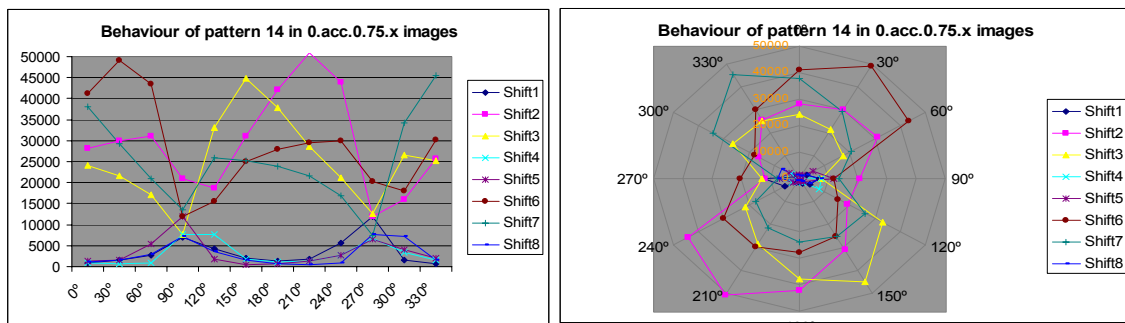 Behaviour of pattern 14 in 0.acc.0.75.x images
50000
45000
40000
35000
30000
25000
20000
15000
10000
5000
0
0º 30º 60º 90º 120º 150º 180º 210º 240º 270º 300º 330º
Shift1
Shift2
Shift3
Shift4
Shift5
Shift6
Shift7
Shift8
Behaviour of pattern 14 in 0.acc.0.75.x images
0º
30º
60º
90º
120º
150º
210º
240º
270º
300º
330º
50000
40000
Shift1
Shift2
Shift3
Shift4
Shift5
Shift6
Shift7
Shift8